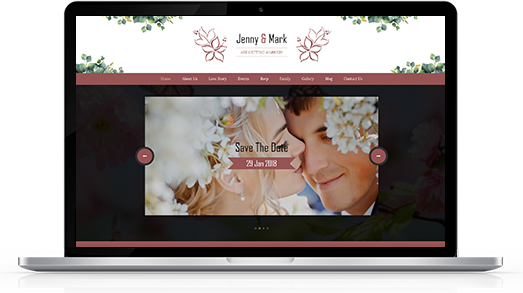 Jenny & Mark
ARE GETTING MARRIED
Home About Us Love Story Events Rsvp Family Gallery Blog Contact Us
Save The Date
29 Jan 2018